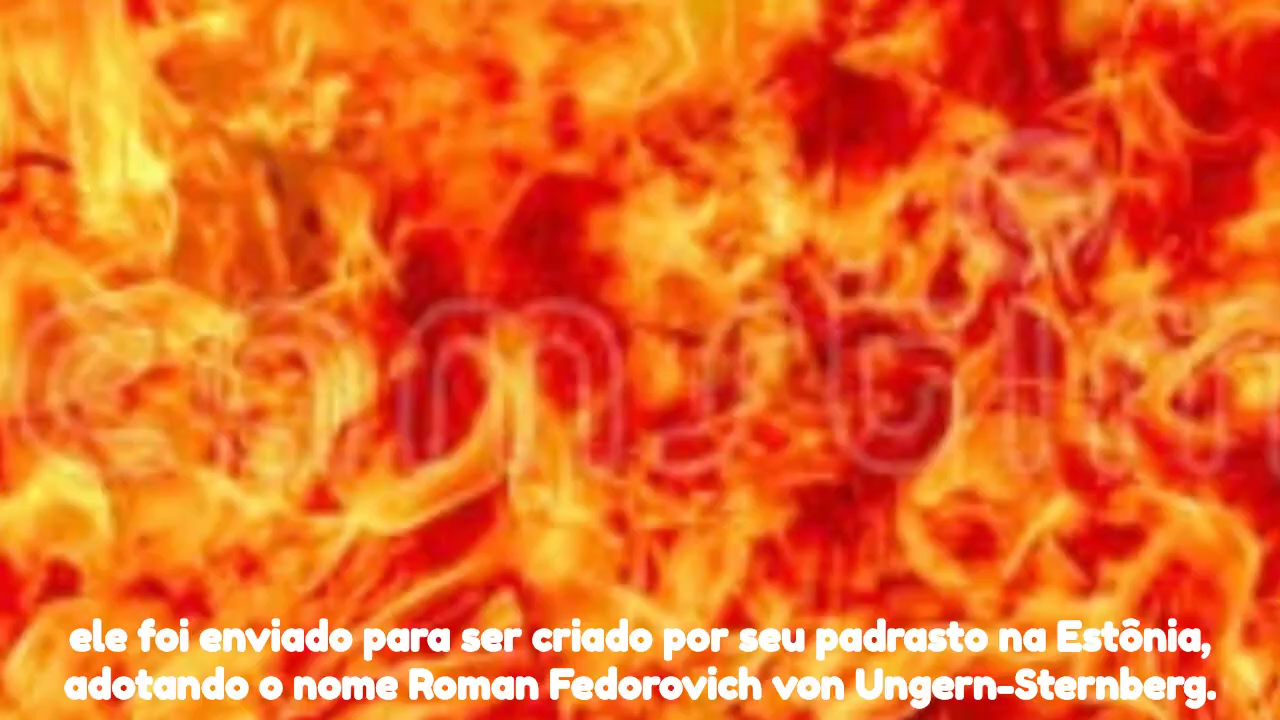 ele foi enviado para ser criado por seu padrasto na Estônia,
adotando o nome Roman Fedorovich von Ungern-Sternberg.